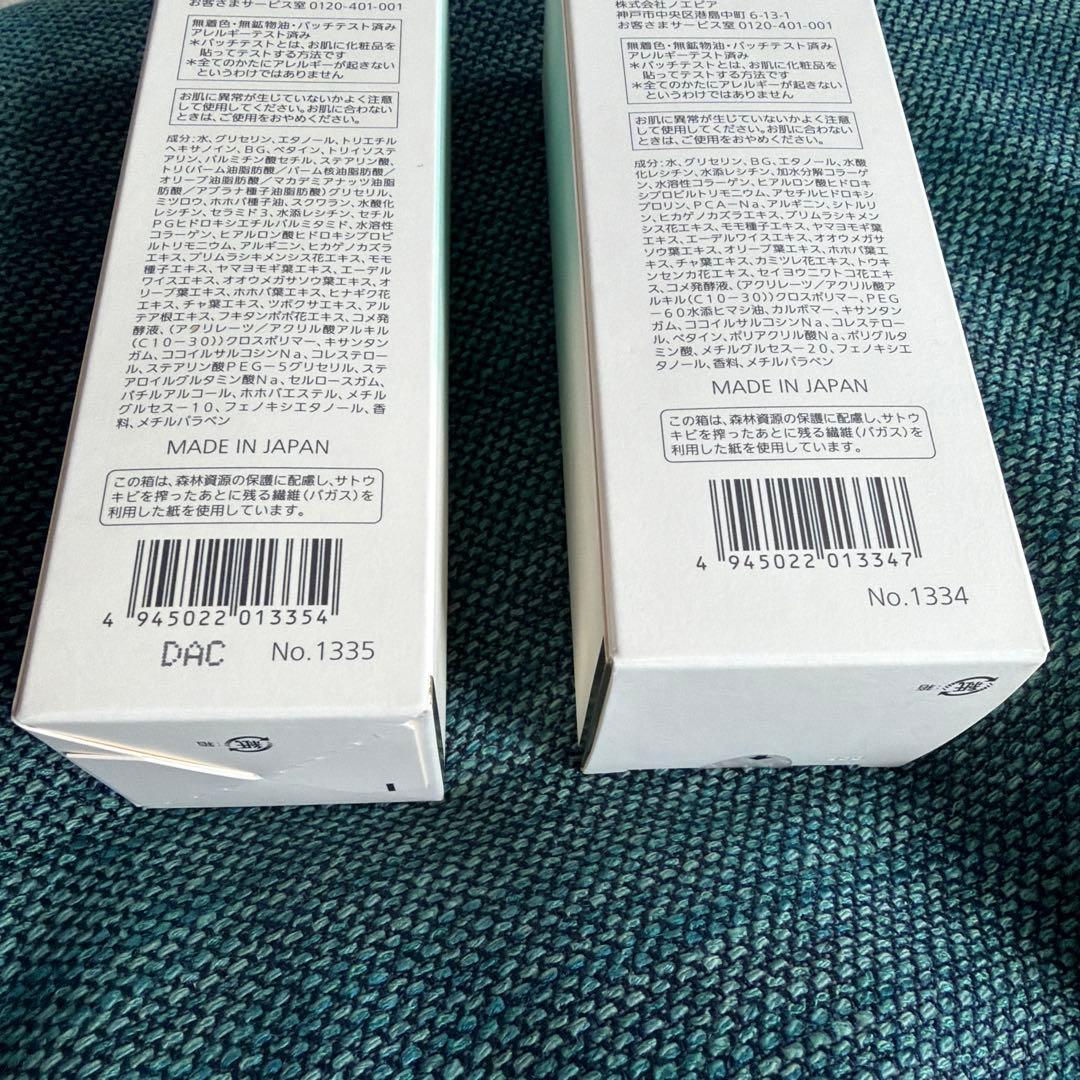 お客さまサービス室 0120-401-001
無着色・無鉱物油・パッチテスト済み
アレルギーテスト済み
＊パッチテストとは、お肌に化粧品を
貼ってテストする方法です
＊全てのかたにアレルギーが起きない
というわけではありません
お肌に異常が生じていないかよく注意
して使用してください。お肌に合わない
ときは、ご使用をおやめください。
成分：水、グリセリン、エタノール、トリエチル
ヘキサノイン、BG、ベタイン、トリイソステ
アリン、パルミチン酸セチル、ステアリン酸、
トリ（パーム油脂肪酸／パーム核油脂肪酸／
オリーブ油脂肪酸／マカデミアナッツ油脂
肪酸／アブラナ種子油脂肪酸）グリセリル、
ミツロウ、ホホバ種子油、スクワラン、水酸化
レシチン、セラミド3、水添レシチン、セチル
PGヒドロキシエチルパルミタミド、水溶性
コラーゲン、ヒアルロン酸ヒドロキシプロピ
ルトリモニウム、アルギニン、ヒカゲノカズラ
エキス、プリムラシキメンシス花エキス、モモ
種子エキス、ヤマヨモギ葉エキス、エーデル
ワイスエキス、オオウメガサソウ葉エキス、オ
リーブ葉エキス、ホホバ葉エキス、ヒナギク花
エキス、チャ葉エキス、ツボクサエキス、アル
テア根エキス、フキタンポポ花エキス、コメ発
酵液、（アクリレーツ／アクリル酸アルキル
（C10－30））クロスポリマー、キサンタン
ガム、ココイルサルコシンNa、コレステロー
ル、ステアリン酸PEG－5グリセリル、ステ
アロイルグルタミン酸Na、セルロースガム、
バチルアルコール、ホホバエステル、メチル
グルセス－10、フェノキシエタノール、香
料、メチルパラベン
MADE IN JAPAN
この箱は、森林資源の保護に配慮し、サトウ
キビを搾ったあとに残る繊維（バガス）を
利用した紙を使用しています。
4 945022 013354
DAC No.1335
紙：箱
株式会社ノエビア
神戸市中央区港島中町 6-13-1
お客さまサービス室 0120-401-001
無着色・無鉱物油・パッチテスト済み
アレルギーテスト済み
＊パッチテストとは、お肌に化粧品を
貼ってテストする方法です
＊全てのかたにアレルギーが起きない
というわけではありません
お肌に異常が生じていないかよく注意
して使用してください。お肌に合わない
ときは、ご使用をおやめください。
成分：水、グリセリン、BG、エタノール、水酸
化レシチン、水添レシチン、加水分解コラーゲ
ン、水溶性コラーゲン、ヒアルロン酸ヒドロキ
シプロピルトリモニウム、アセチルヒドロキシ
プロリン、PCA－Na、アルギニン、シトルリ
ン、ヒカゲノカズラエキス、プリムラシキメン
シス花エキス、モモ種子エキス、ヤマヨモギ葉
エキス、エーデルワイスエキス、オオウメガサ
ソウ葉エキス、オリーブ葉エキス、ホホバ葉エ
キス、チャ葉エキス、カミツレ花エキス、トウキ
ンセンカ花エキス、セイヨウニワトコ花エキ
ス、コメ発酵液、（アクリレーツ／アクリル酸ア
ルキル（C10－30））クロスポリマー、PEG
－60水添ヒマシ油、カルボマー、キサンタン
ガム、ココイルサルコシンNa、コレステロー
ル、ベタイン、ポリアクリル酸Na、ポリグルタ
ミン酸、メチルグルセス－20、フェノキシエ
タノール、香料、メチルパラベン
MADE IN JAPAN
この箱は、森林資源の保護に配慮し、サトウ
キビを搾ったあとに残る繊維（バガス）を
利用した紙を使用しています。
4 945022 013347
No.1334
紙：箱